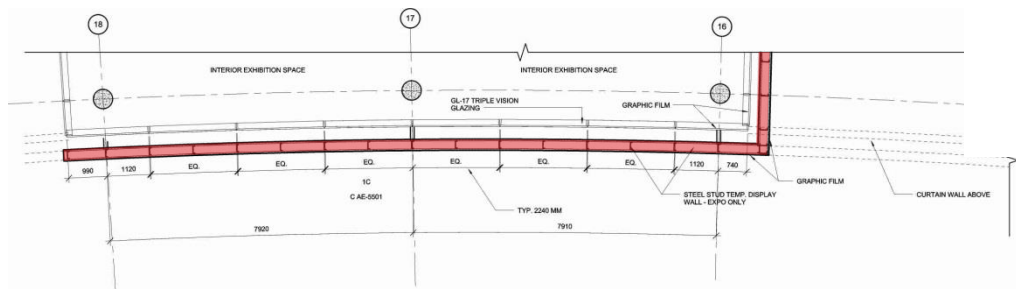 18
17
16
INTERIOR EXHIBITION SPACE
INTERIOR EXHIBITION SPACE
GL-17 TRIPLE VISION
GLAZING
GRAPHIC FILM
990
1120
EQ.
EQ.
EQ.
EQ.
EQ.
EQ.
1120
740
GRAPHIC FILM
1C
C AE-5501
STEEL STUD TEMP. DISPLAY
WALL - EXPO ONLY
CURTAIN WALL ABOVE
TYP. 2240 MM
7920
7910